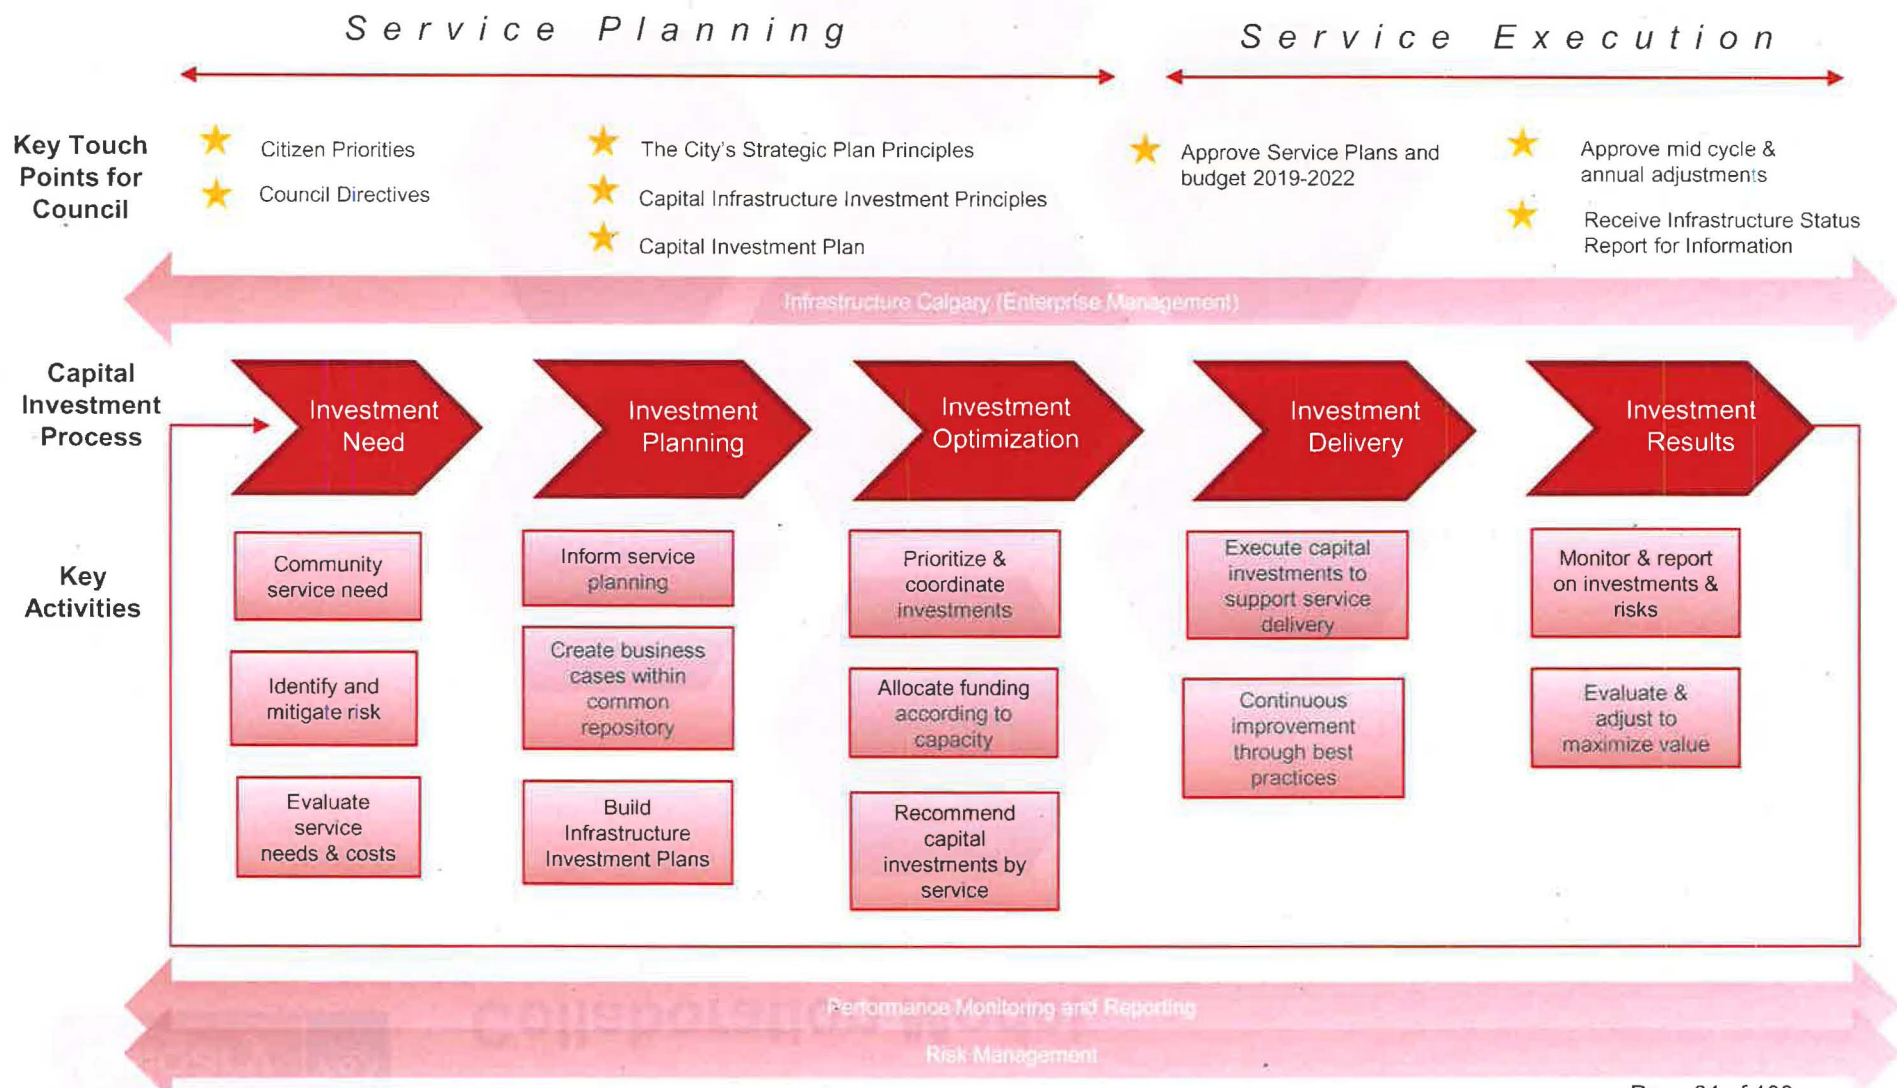 Service Planning
Service Execution
Key Touch
Points for
Council
Citizen Priorities
Council Directives
The City's Strategic Plan Principles
Capital Infrastructure Investment Principles
Capital Investment Plan
Approve Service Plans and
budget 2019-2022
Approve mid cycle &
annual adjustments
Receive Infrastructure Status
Report for Information
Infrastructure Calgary (Enterprise Management)
Capital
Investment
Process
Investment
Need
Investment
Planning
Investment
Optimization
Investment
Delivery
Investment
Results
Key
Activities
Community
service need
Identify and
mitigate risk
Evaluate
service
needs & costs
Inform service
planning
Create business
cases within
common
repository
Build
Infrastructure
Investment Plans
Prioritize &
coordinate
investments
Allocate funding
according to
capacity
Recommend
capital
investments by
service
Execute capital
investments to
support service
delivery
Continuous
improvement
through best
practices
Monitor & report
on investments &
risks
Evaluate &
adjust to
maximize value
Performance Monitoring and Reporting
Risk Management